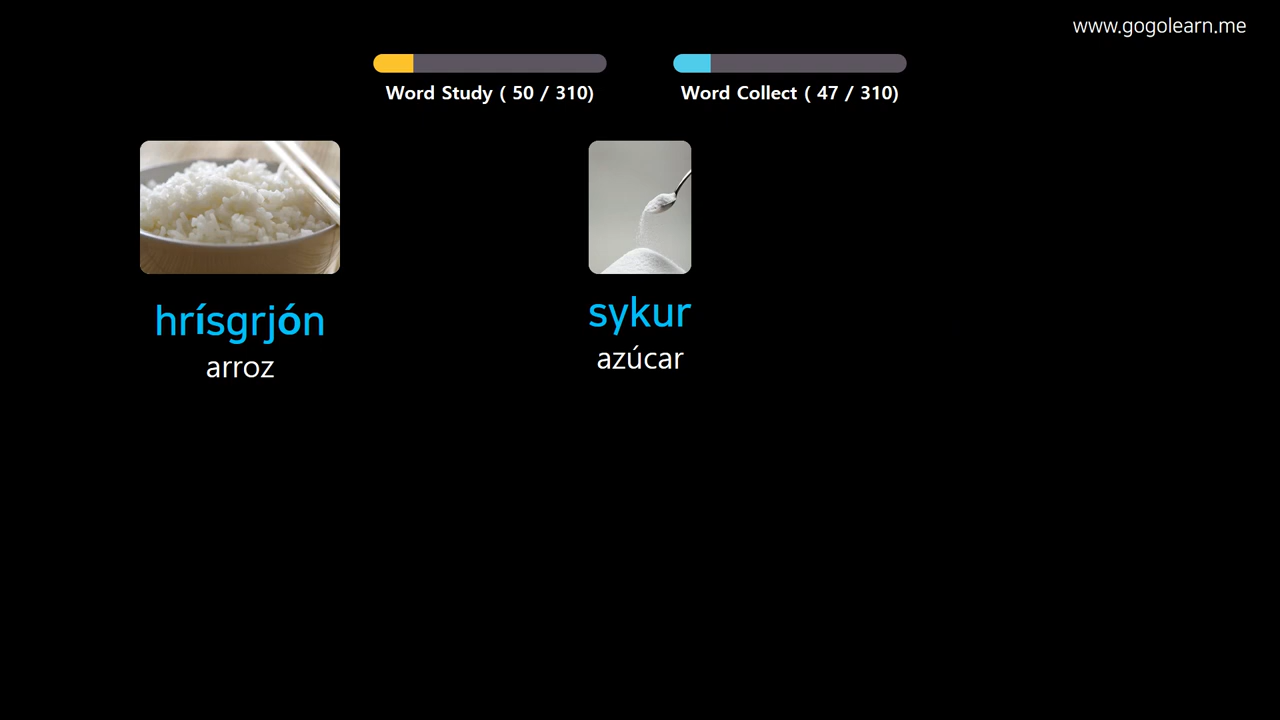 www.gogolearn.me
Word Study ( 50 / 310)
Word Collect ( 47 / 310)
hrísgrjón
arroz
sykur
azúcar